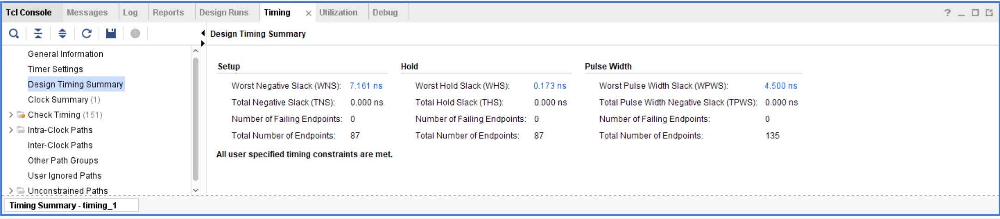 Tcl Console Messages Log Reports Design Runs Timing × Utilization Debug ?
Design Timing Summary
General Information
Timer Settings
Design Timing Summary
Clock Summary (1)
Check Timing (151)
Intra-Clock Paths
Inter-Clock Paths
Other Path Groups
User Ignored Paths
Unconstrained Paths
Setup
Worst Negative Slack (WNS): 7.161 ns
Total Negative Slack (TNS): 0.000 ns
Number of Failing Endpoints: 0
Total Number of Endpoints: 87
Hold
Worst Hold Slack (WHS): 0.173 ns
Total Hold Slack (THS): 0.000 ns
Number of Failing Endpoints: 0
Total Number of Endpoints: 87
Pulse Width
Worst Pulse Width Slack (WPWS): 4.500 ns
Total Pulse Width Negative Slack (TPWS): 0.000 ns
Number of Failing Endpoints: 0
Total Number of Endpoints: 135
All user specified timing constraints are met.
Timing Summary - timing_1